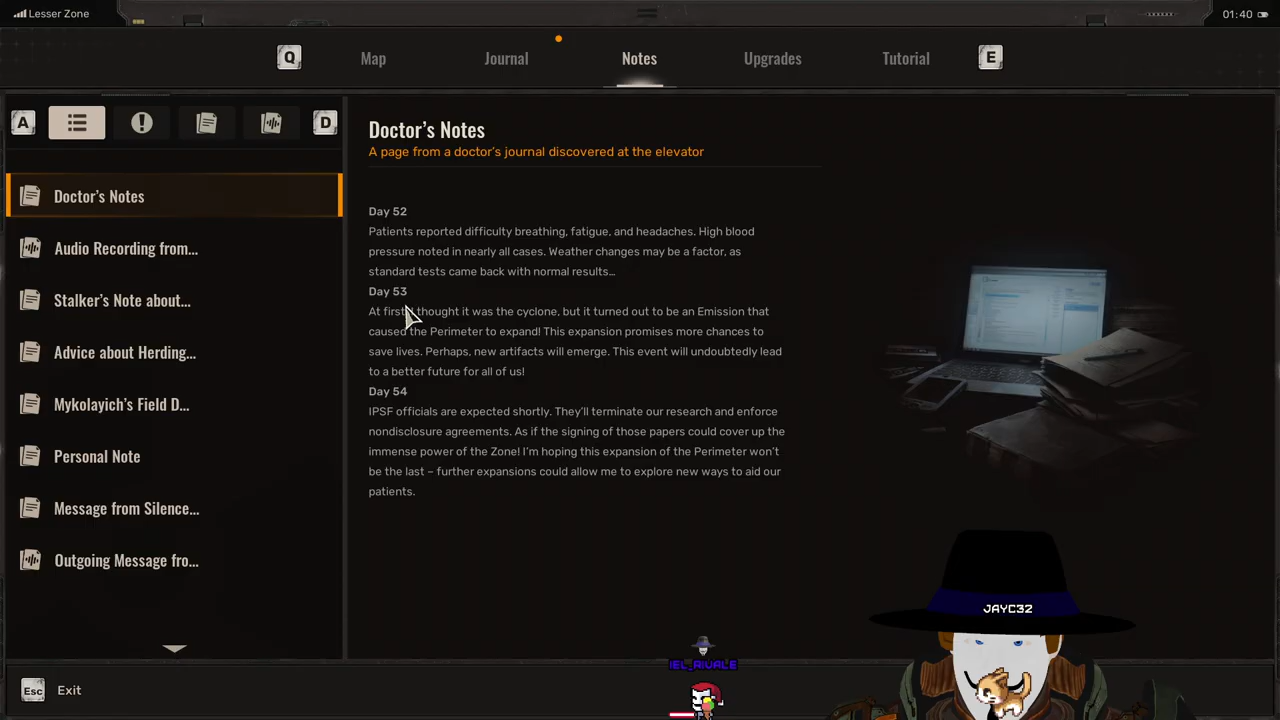 Lesser Zone
01:40
Q
Map
Journal
Notes
Upgrades
Tutorial
E
A
D
Doctor's Notes
Audio Recording from...
Stalker's Note about...
Advice about Herding...
Mykolayich's Field D...
Personal Note
Message from Silence...
Outgoing Message fro...
Doctor's Notes
A page from a doctor's journal discovered at the elevator
Day 52
Patients reported difficulty breathing, fatigue, and headaches. High blood
pressure noted in nearly all cases. Weather changes may be a factor, as
standard tests came back with normal results...
Day 53
At first I thought it was the cyclone, but it turned out to be an Emission that
caused the Perimeter to expand! This expansion promises more chances to
save lives. Perhaps, new artifacts will emerge. This event will undoubtedly lead
to a better future for all of us!
Day 54
IPSF officials are expected shortly. They'll terminate our research and enforce
nondisclosure agreements. As if the signing of those papers could cover up the
immense power of the Zone! I'm hoping this expansion of the Perimeter won't
be the last – further expansions could allow me to explore new ways to aid our
patients.
JAYC32
IEL_RIVALE
Esc
Exit